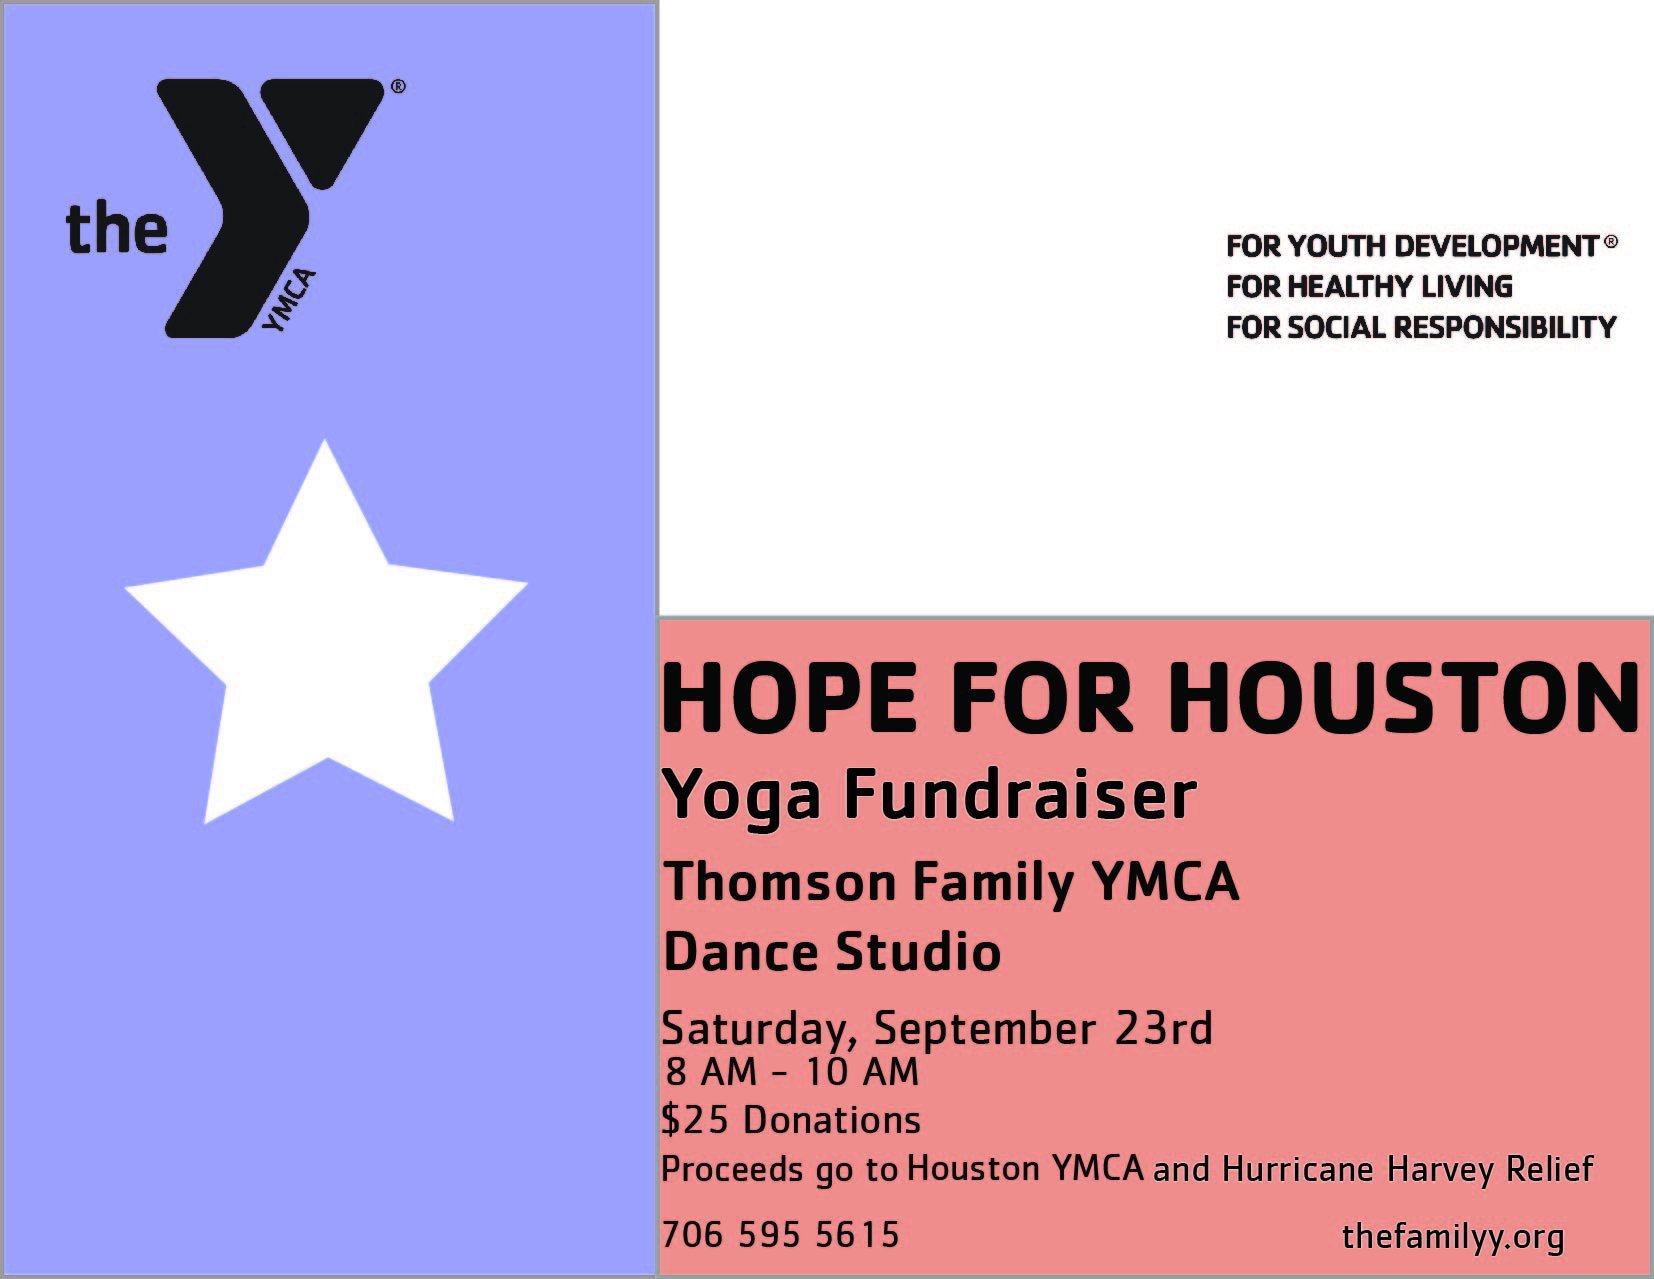 the
YMCA
®
FOR YOUTH DEVELOPMENT®
FOR HEALTHY LIVING
FOR SOCIAL RESPONSIBILITY
HOPE FOR HOUSTON
Yoga Fundraiser
Thomson Family YMCA
Dance Studio
Saturday, September 23rd
8 AM - 10 AM
$25 Donations
Proceeds go to Houston YMCA and Hurricane Harvey Relief
706 595 5615
thefamilyy.org